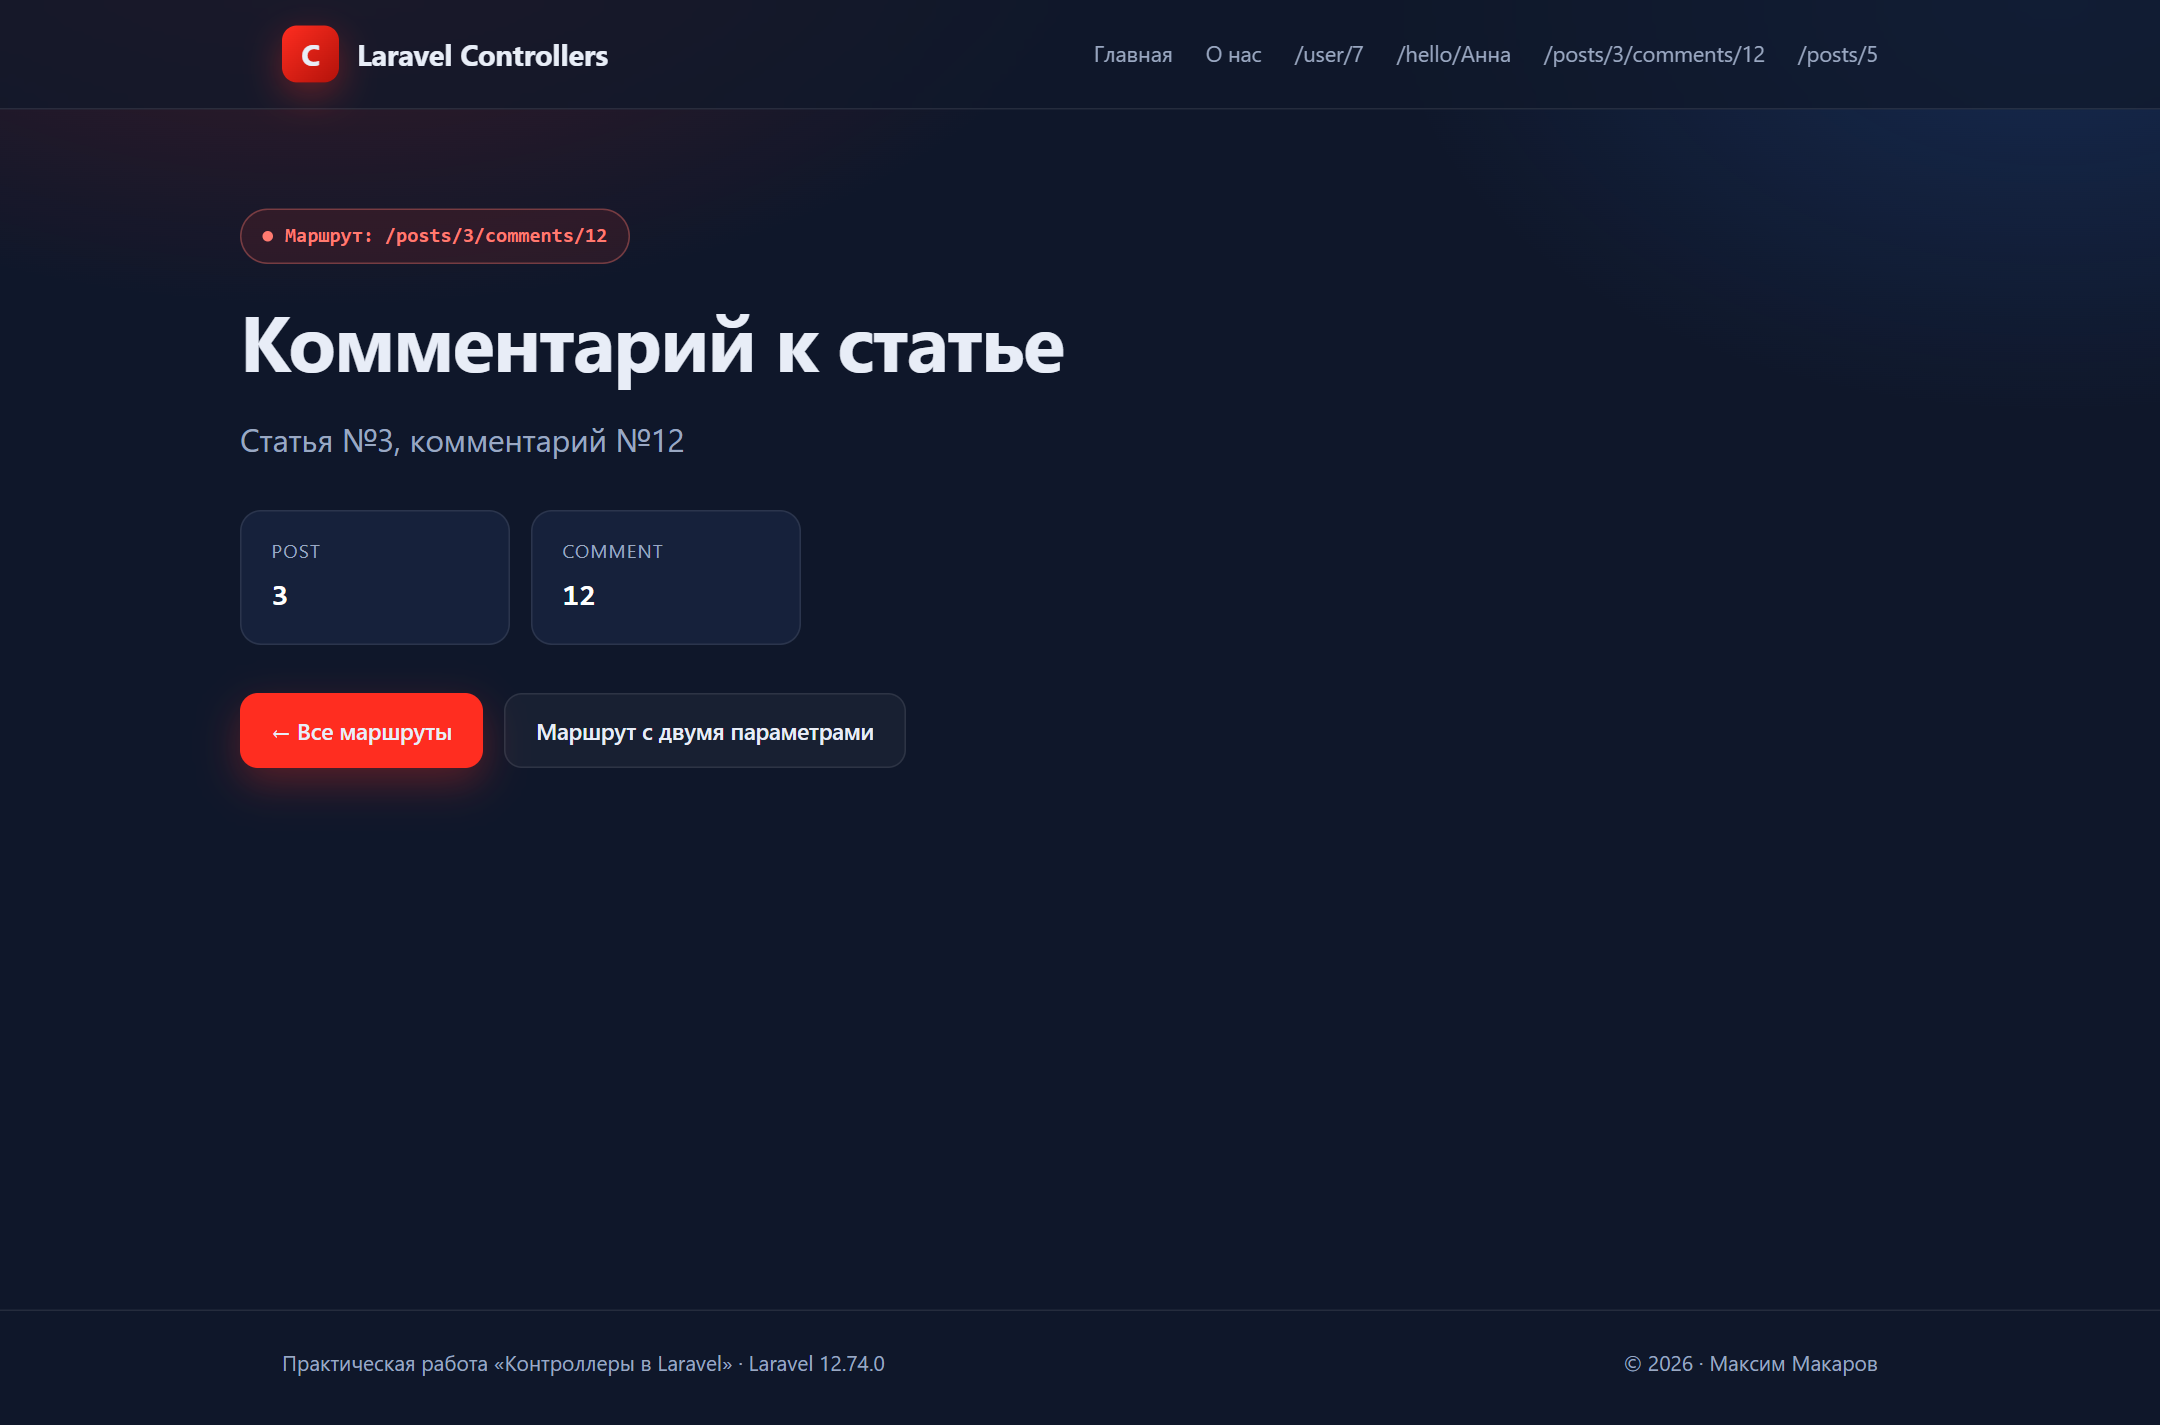 C Laravel Controllers
Главная О нас /user/7 /hello/Анна /posts/3/comments/12 /posts/5
Маршрут: /posts/3/comments/12
Комментарий к статье
Статья №3, комментарий №12
POST
3
COMMENT
12
← Все маршруты
Маршрут с двумя параметрами
Практическая работа «Контроллеры в Laravel» · Laravel 12.74.0
© 2026 · Максим Макаров